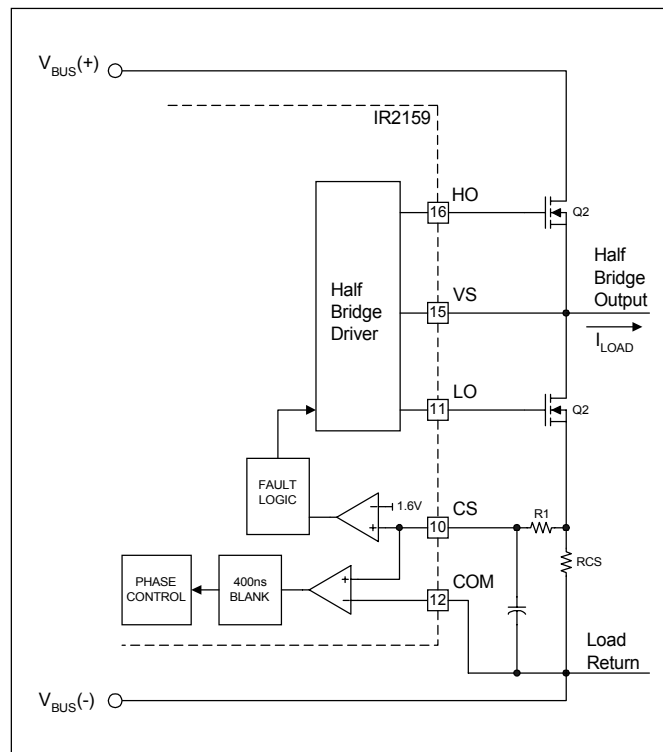 V_BUS(+)
IR2159
HO
16
Q2
Half
Bridge
Driver
VS
15
Half
Bridge
Output
I_LOAD
LO
11
Q2
FAULT
LOGIC
1.6V
CS
10
R1
RCS
PHASE
CONTROL
400ns
BLANK
COM
12
Load
Return
V_BUS(-)